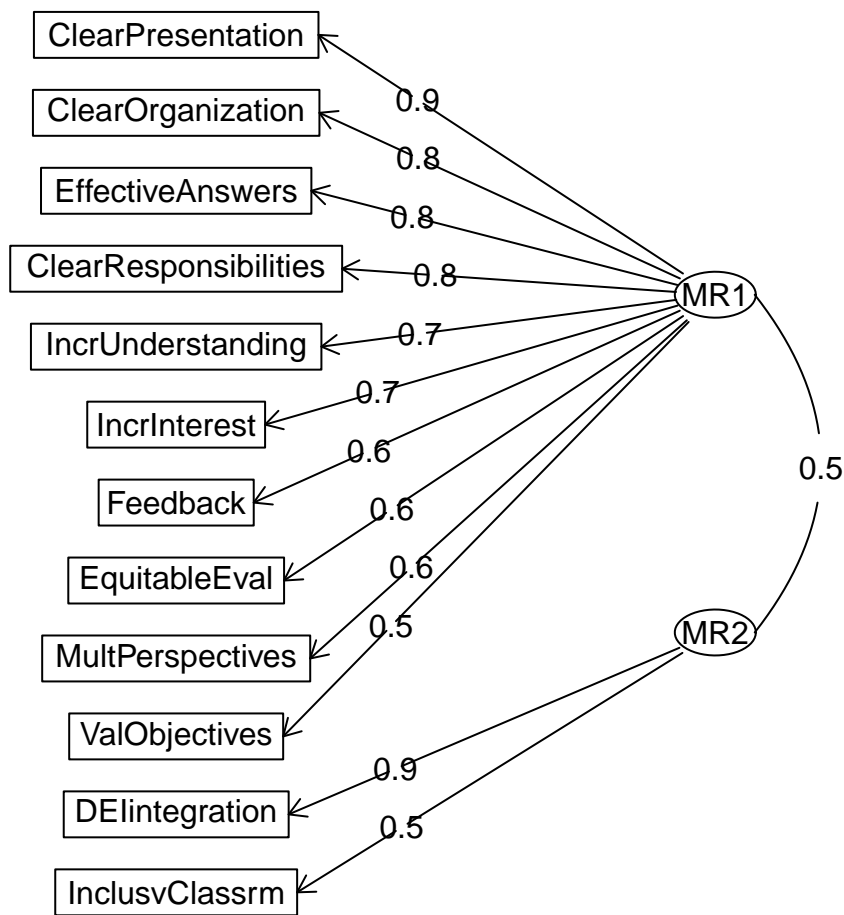 ClearPresentation
ClearOrganization
EffectiveAnswers
ClearResponsibilities
IncrUnderstanding
IncrInterest
Feedback
EquitableEval
MultPerspectives
ValObjectives
DEIintegration
InclusvClassrm
0.9
0.8
0.8
0.8
0.7
0.7
0.6
0.6
0.6
0.5
0.9
0.5
MR1
MR2
0.5